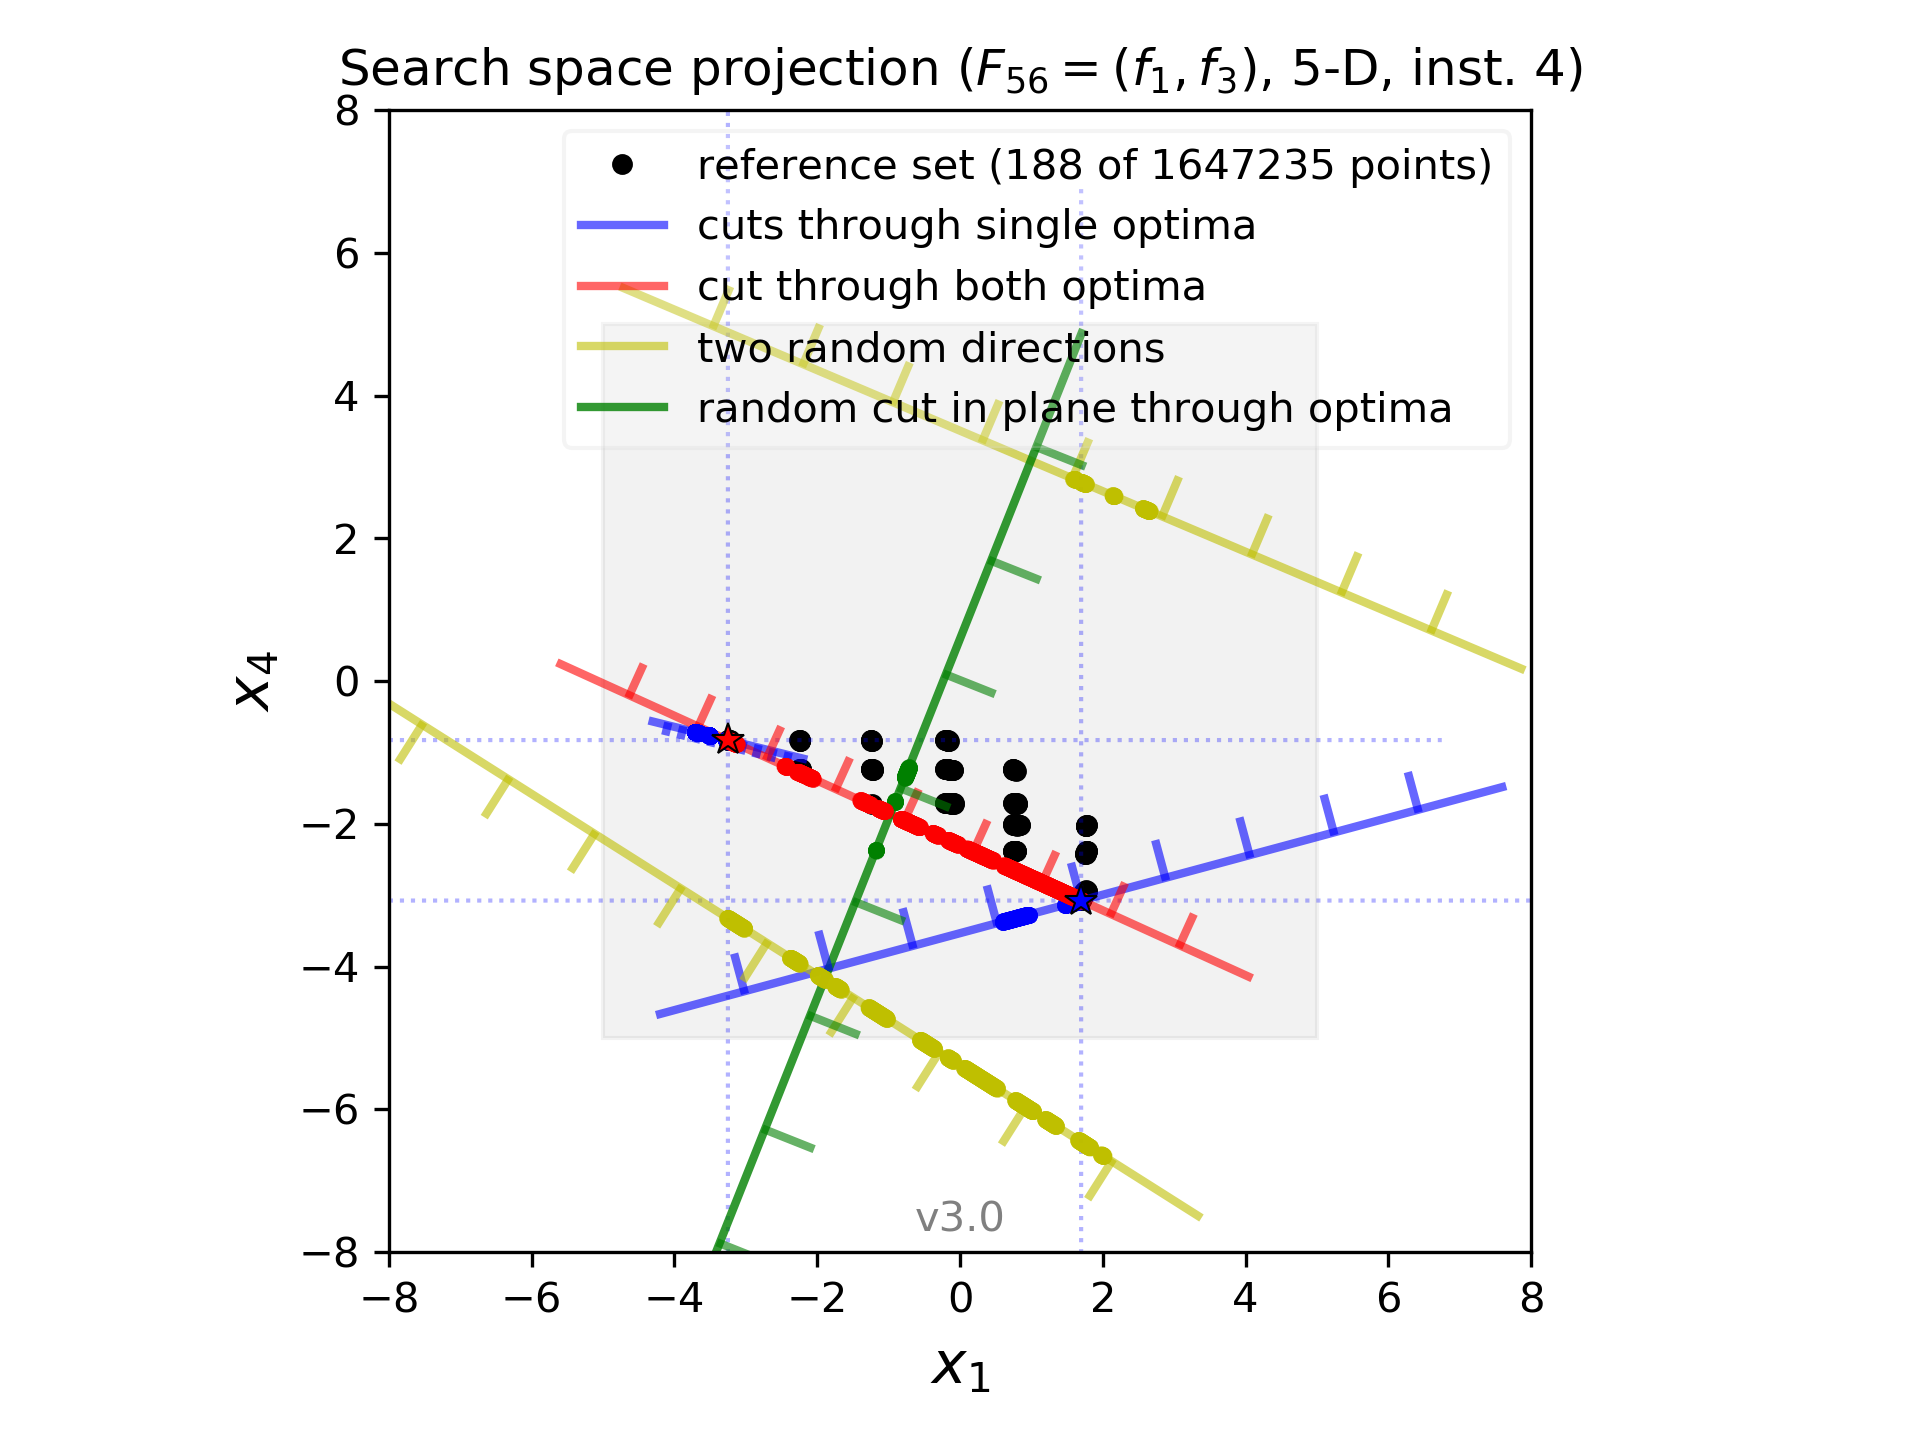 Search space projection (F₅₆ = (f₁, f₃), 5-D, inst. 4)
reference set (188 of 1647235 points)
cuts through single optima
cut through both optima
two random directions
random cut in plane through optima
8
6
4
2
0
−2
−4
−6
−8
x₄
v3.0
−8 −6 −4 −2 0 2 4 6 8
x₁